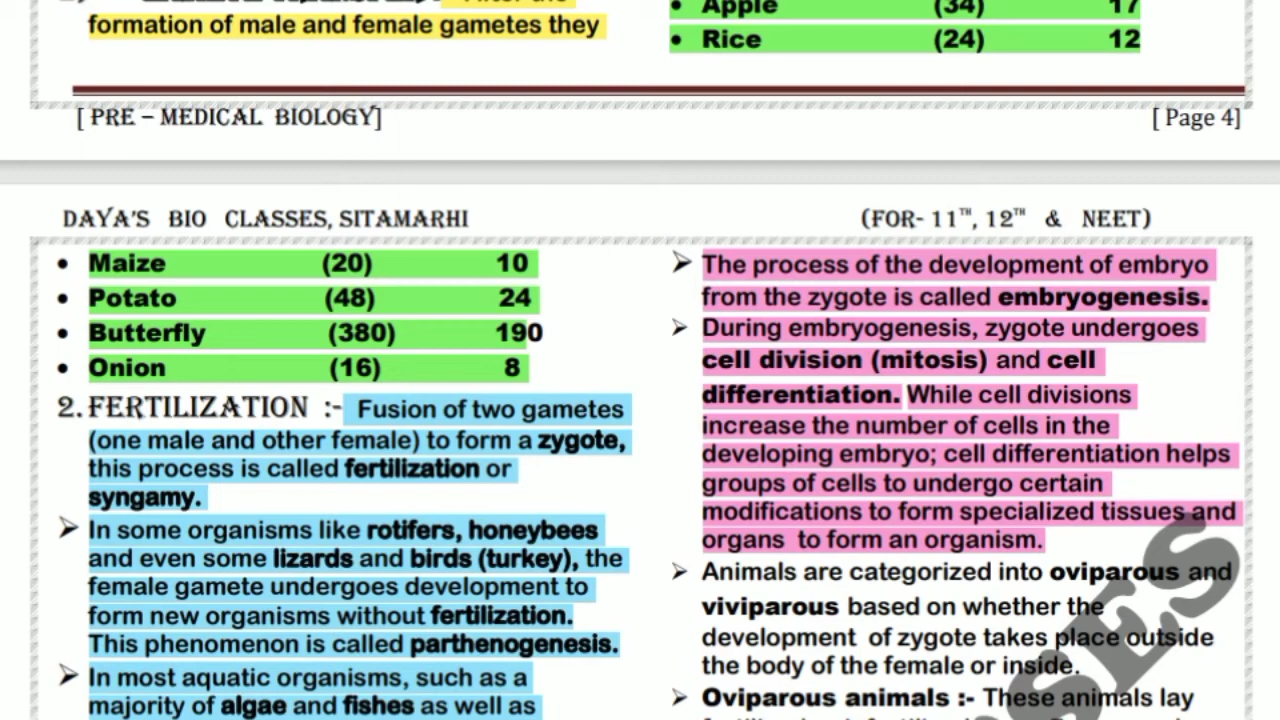 formation of male and female gametes they
• Apple (34) 17
• Rice (24) 12
[ PRE – MEDICAL BIOLOGY]
[ Page 4]
DAYA'S BIO CLASSES, SITAMARHI
(FOR- 11TH, 12TH & NEET)
• Maize (20) 10
• Potato (48) 24
• Butterfly (380) 190
• Onion (16) 8
2. FERTILIZATION :- Fusion of two gametes
(one male and other female) to form a zygote,
this process is called fertilization or
syngamy.
➢ In some organisms like rotifers, honeybees
and even some lizards and birds (turkey), the
female gamete undergoes development to
form new organisms without fertilization.
This phenomenon is called parthenogenesis.
➢ In most aquatic organisms, such as a
majority of algae and fishes as well as
➢ The process of the development of embryo
from the zygote is called embryogenesis.
➢ During embryogenesis, zygote undergoes
cell division (mitosis) and cell
differentiation. While cell divisions
increase the number of cells in the
developing embryo; cell differentiation helps
groups of cells to undergo certain
modifications to form specialized tissues and
organs to form an organism.
➢ Animals are categorized into oviparous and
viviparous based on whether the
development of zygote takes place outside
the body of the female or inside.
➢ Oviparous animals :- These animals lay
SES